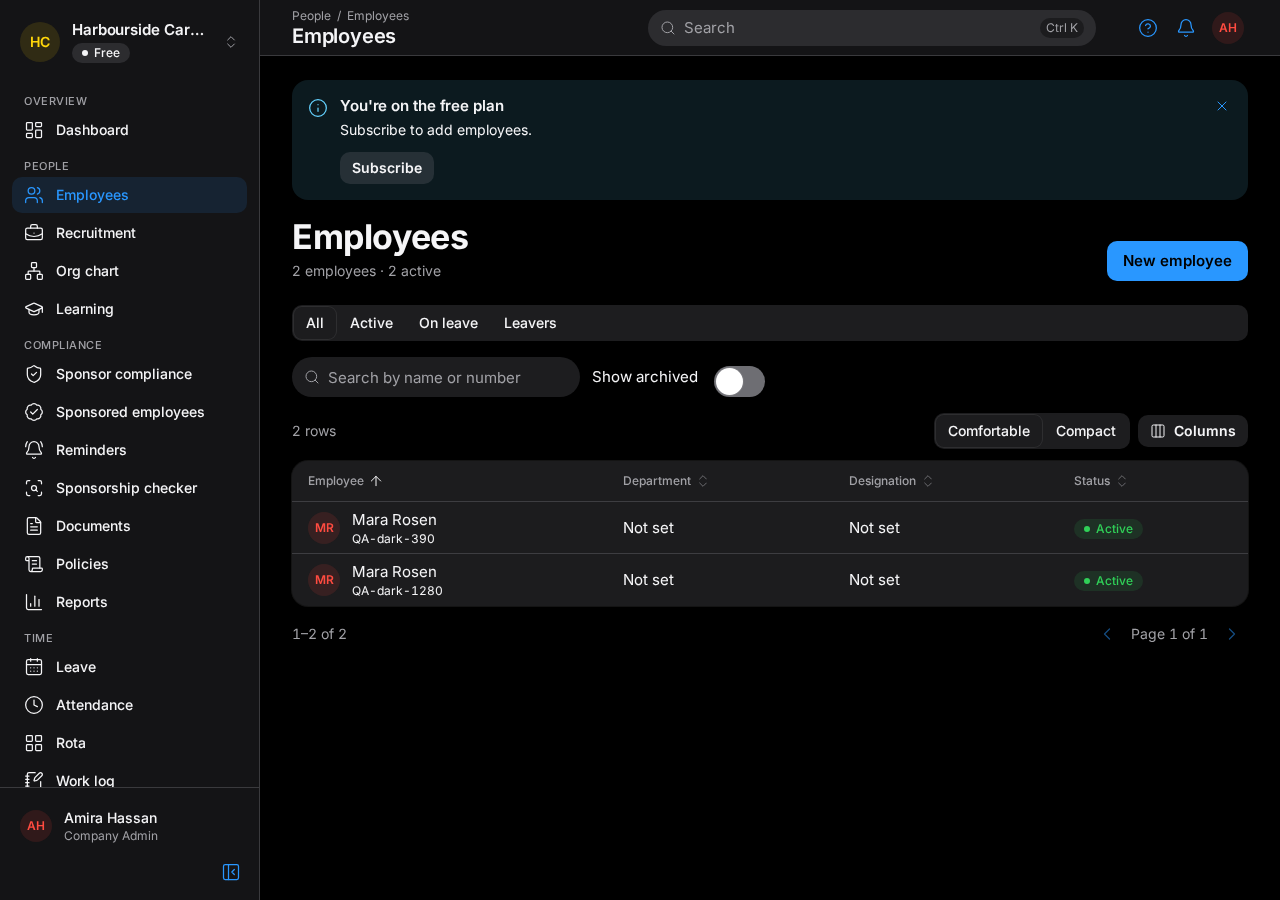 HC
Harbourside Car...
Free
OVERVIEW
Dashboard
PEOPLE
Employees
Recruitment
Org chart
Learning
COMPLIANCE
Sponsor compliance
Sponsored employees
Reminders
Sponsorship checker
Documents
Policies
Reports
TIME
Leave
Attendance
Rota
Work log
AH
Amira Hassan
Company Admin
People / Employees
Employees
Search
Ctrl K
AH
You're on the free plan
Subscribe to add employees.
Subscribe
Employees
2 employees · 2 active
New employee
All Active On leave Leavers
Search by name or number
Show archived
2 rows
Comfortable Compact
Columns
Employee Department Designation Status
MR Mara Rosen Not set Not set Active
QA-dark-390
MR Mara Rosen Not set Not set Active
QA-dark-1280
1–2 of 2
Page 1 of 1